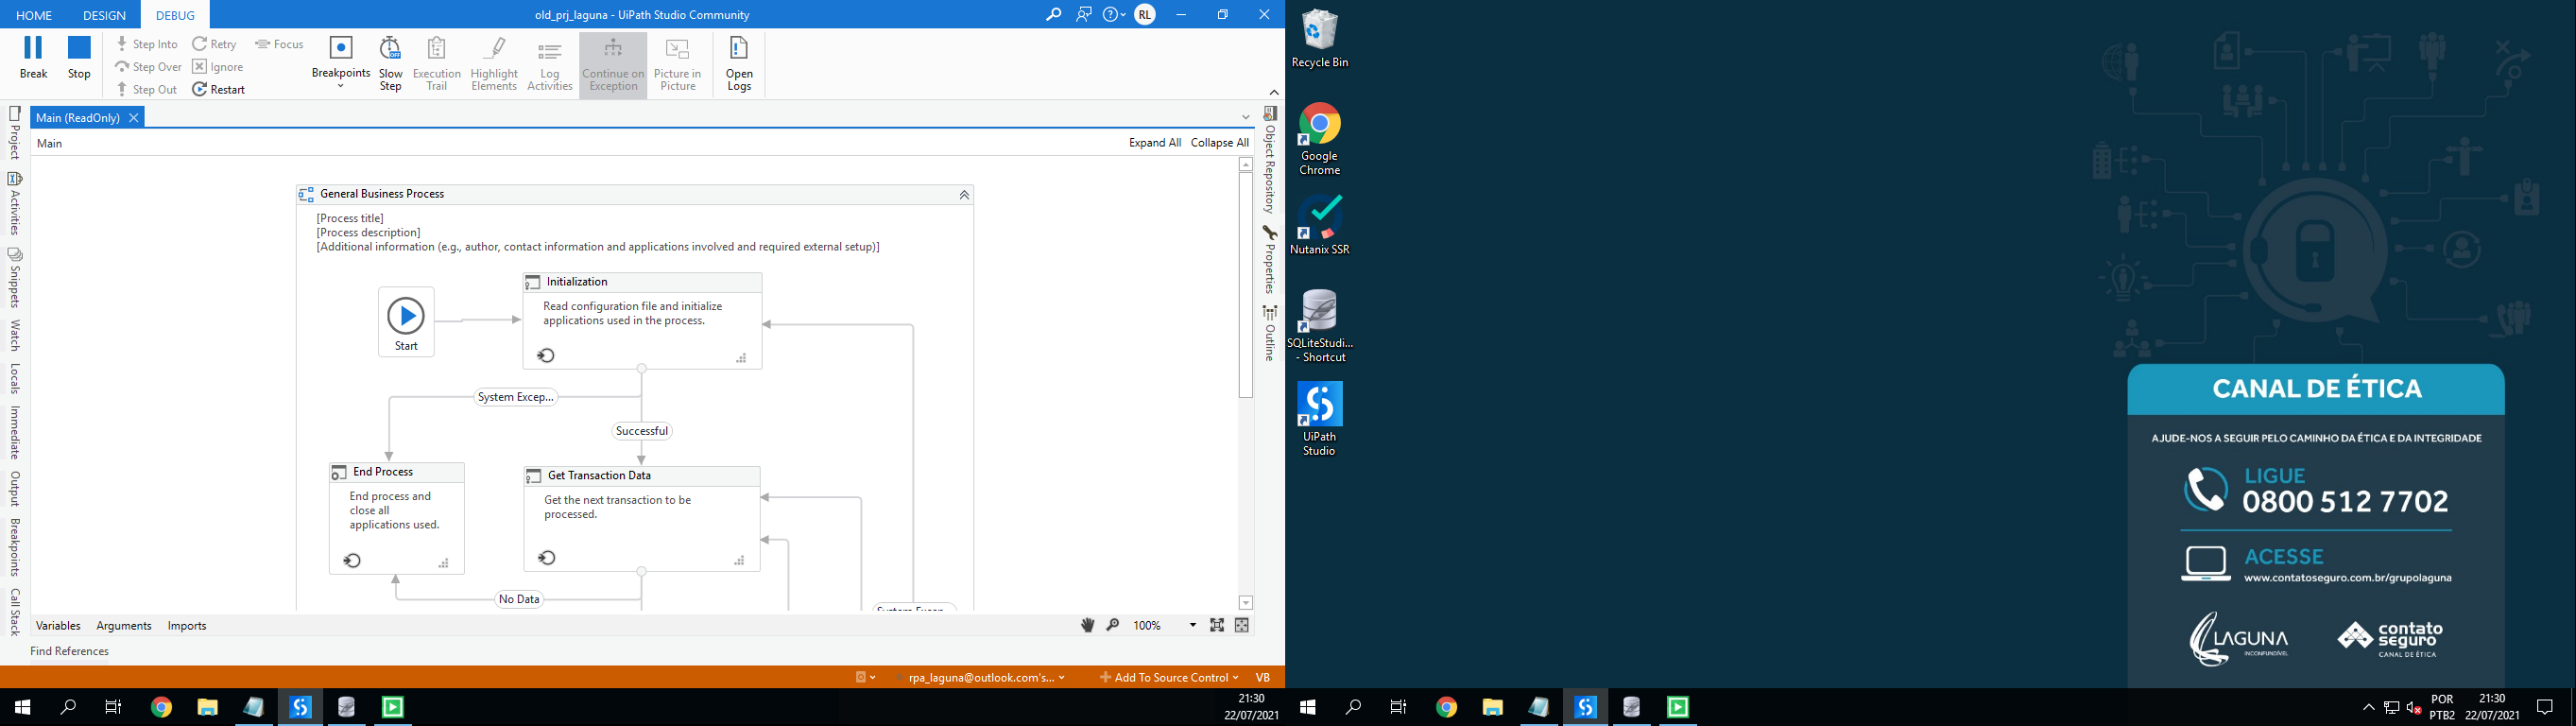 HOME DESIGN DEBUG
old_prj_laguna - UiPath Studio Community
RL
Break
Stop
Step Into
Step Over
Step Out
Retry
Ignore
Restart
Focus
Breakpoints
Slow
Step
Execution
Trail
Highlight
Elements
Log
Activities
Continue on
Exception
Picture in
Picture
Open
Logs
Main (ReadOnly)
Main
Expand All Collapse All
Project
Activities
Snippets
Watch
Locals
Immediate
Output
Breakpoints
Call Stack
General Business Process
[Process title]
[Process description]
[Additional information (e.g., author, contact information and applications involved and required external setup)]
Start
Initialization
Read configuration file and initialize
applications used in the process.
System Excep...
Successful
End Process
End process and
close all
applications used.
Get Transaction Data
Get the next transaction to be
processed.
No Data
System Excep...
Object Repository
Properties
Outline
Variables Arguments Imports
100%
Find References
rpa_laguna@outlook.com's...
Add To Source Control
VB
21:30
22/07/2021
Recycle Bin
Google
Chrome
Nutanix SSR
SQLiteStudi...
- Shortcut
UiPath
Studio
CANAL DE ÉTICA
AJUDE-NOS A SEGUIR PELO CAMINHO DA ÉTICA E DA INTEGRIDADE
LIGUE
0800 512 7702
ACESSE
www.contatoseguro.com.br/grupolaguna
LAGUNA
INCONFUNDÍVEL
contato
seguro
CANAL DE ÉTICA
POR
PTB2
21:30
22/07/2021